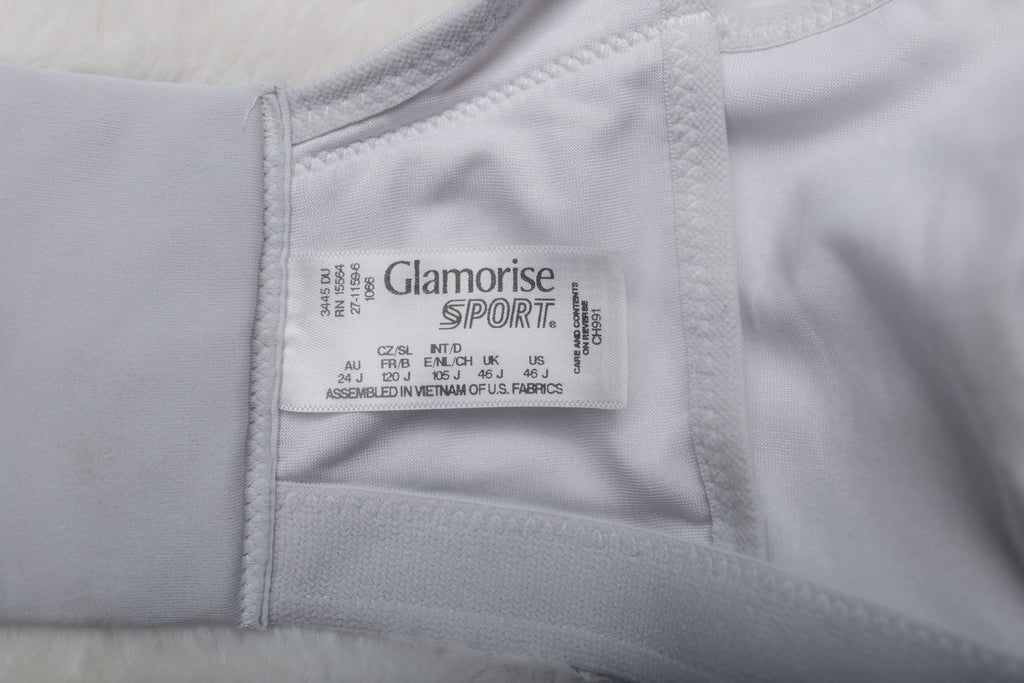 3445 DU
RN 15564
27-1159-6
1066
Glamorise
SPORT®
CZ/SL INT/D
AU FR/B E/NL/CH UK US
24 J 120 J 105 J 46 J 46 J
ASSEMBLED IN VIETNAM OF U.S. FABRICS
CARE AND CONTENTS
ON REVERSE
CH991